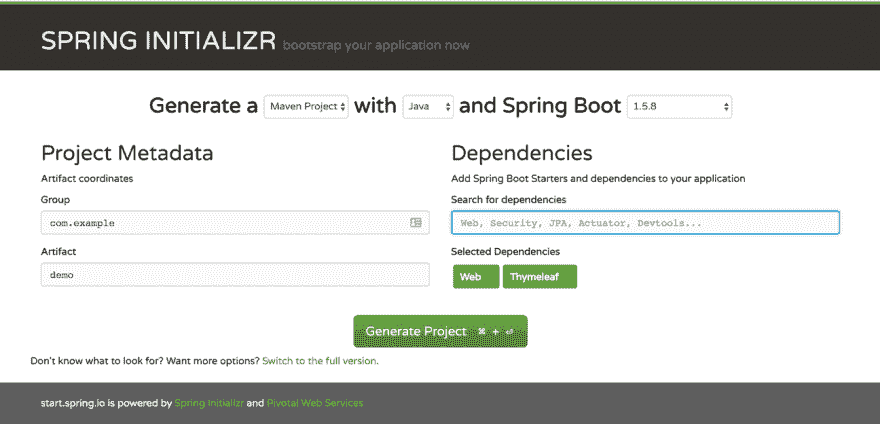 SPRING INITIALIZR bootstrap your application now
Generate a Maven Project with Java and Spring Boot 1.5.8
Project Metadata
Artifact coordinates
Group
com.example
Artifact
demo
Dependencies
Add Spring Boot Starters and dependencies to your application
Search for dependencies
Web, Security, JPA, Actuator, Devtools...
Selected Dependencies
Web Thymeleaf
Generate Project ⌘ + ⏎
Don't know what to look for? Want more options? Switch to the full version.
start.spring.io is powered by Spring Initializr and Pivotal Web Services